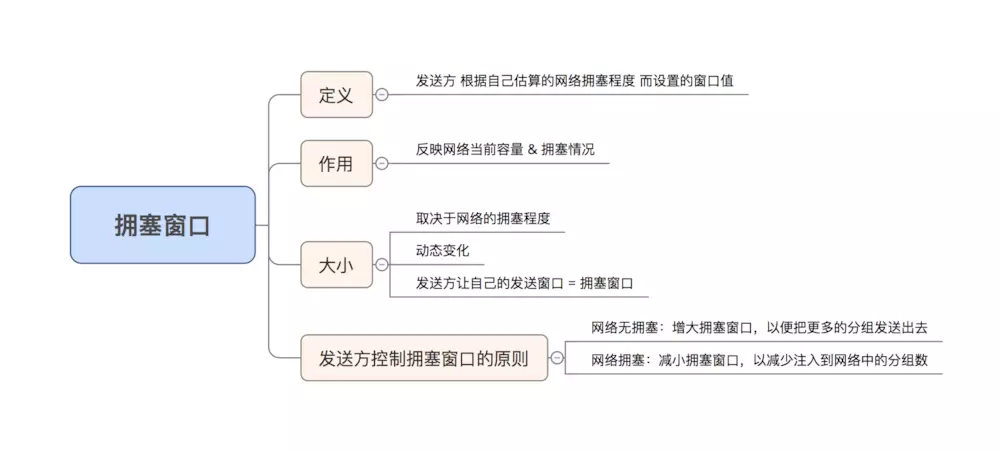 拥塞窗口
定义
发送方 根据自己估算的网络拥塞程度 而设置的窗口值
作用
反映网络当前容量 & 拥塞情况
大小
取决于网络的拥塞程度
动态变化
发送方让自己的发送窗口 = 拥塞窗口
发送方控制拥塞窗口的原则
网络无拥塞：增大拥塞窗口，以便把更多的分组发送出去
网络拥塞：减小拥塞窗口，以减少注入到网络中的分组数